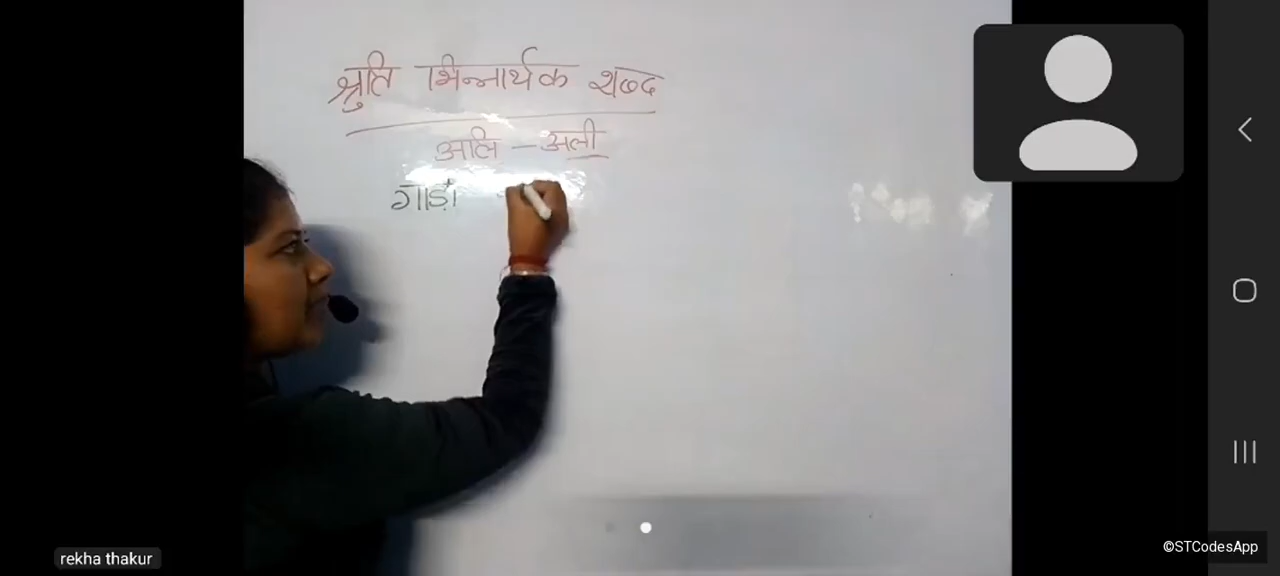 श्रुति भिन्नार्थक शब्द
अलि - अली
गाड़ा
rekha thakur
©STCodesApp